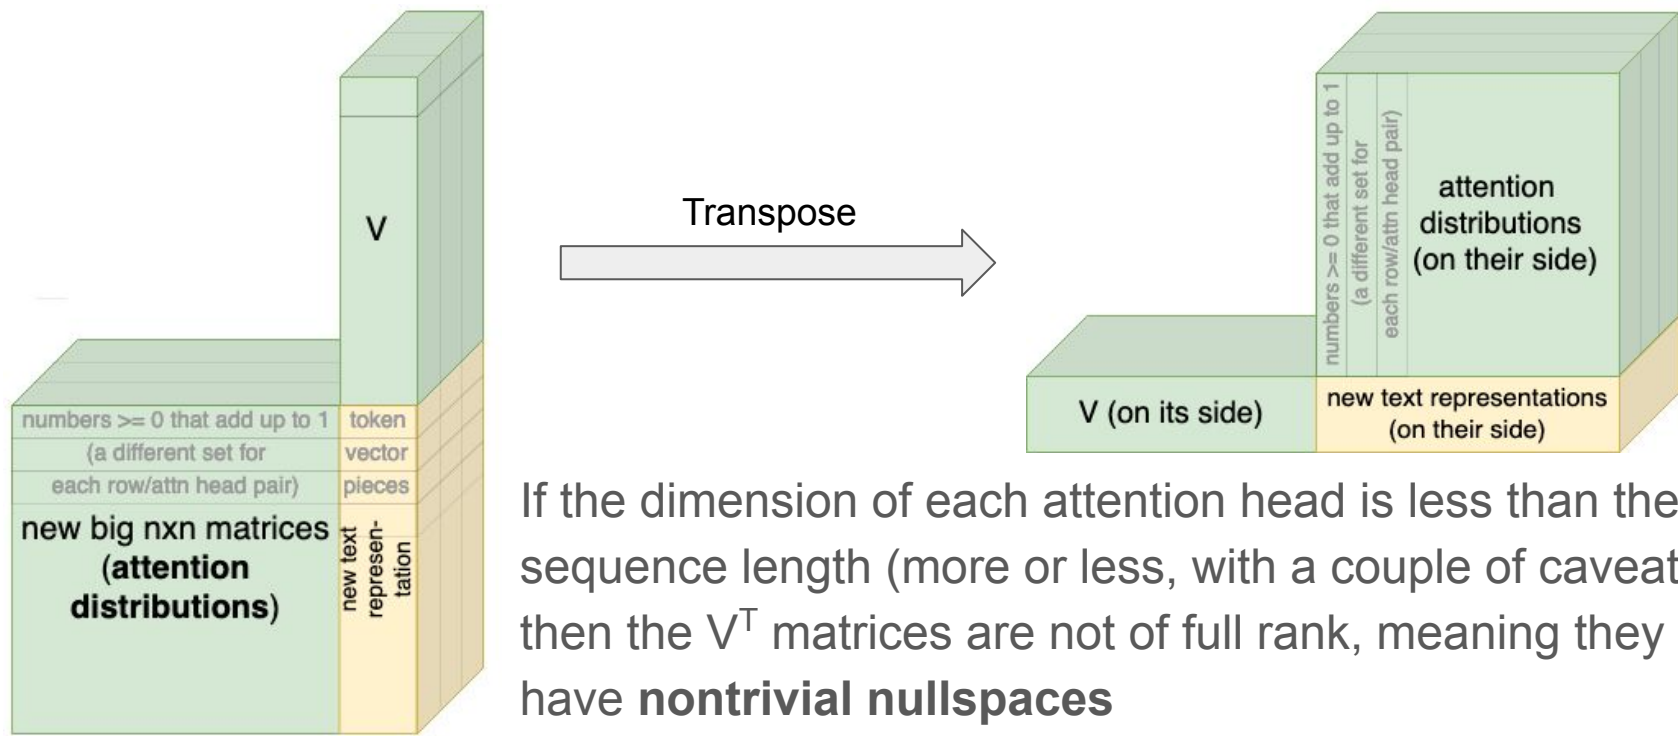 V
numbers >= 0 that add up to 1
(a different set for
each row/attn head pair)
token
vector
pieces
new big nxn matrices
(attention
distributions)
new text
represen-
tation
Transpose
numbers >= 0 that add up to 1
(a different set for
each row/attn head pair)
attention
distributions
(on their side)
V (on its side)
new text representations
(on their side)
If the dimension of each attention head is less than the
sequence length (more or less, with a couple of caveat
then the V^T matrices are not of full rank, meaning they
have nontrivial nullspaces